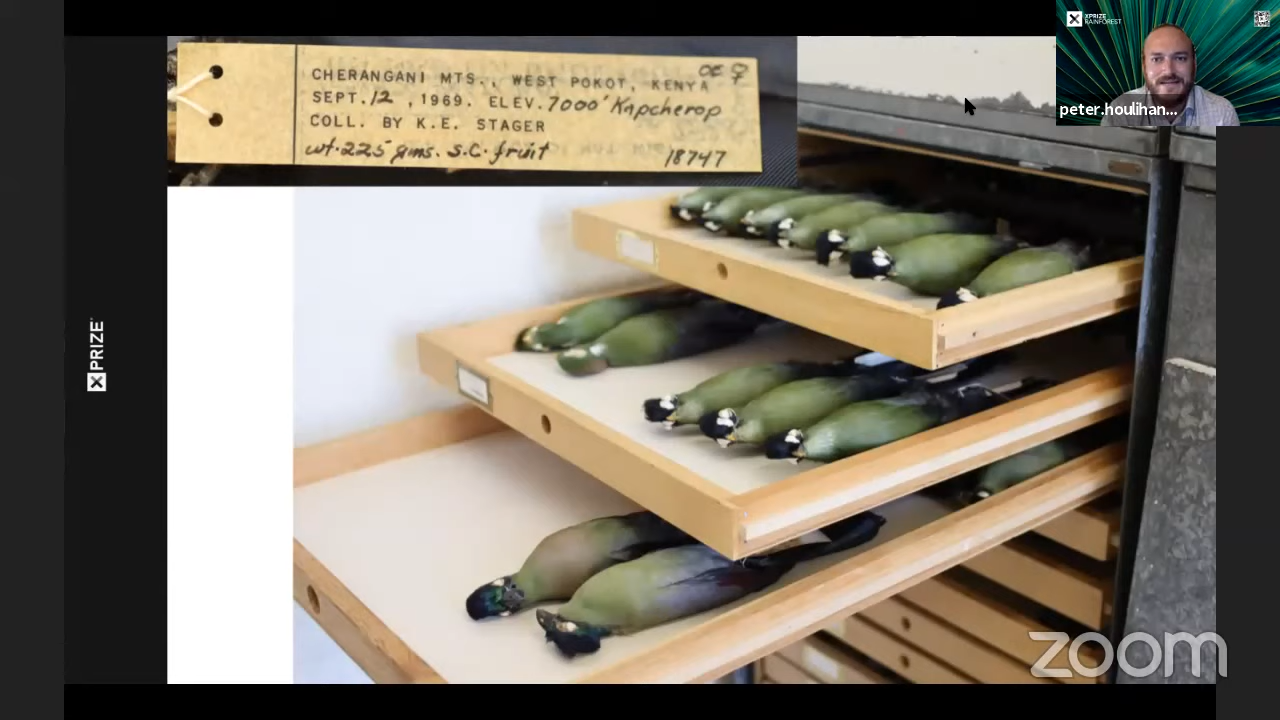 CHERANGANI MTS., WEST POKOT, KENYA
SEPT. 12, 1969. ELEV. 7000' Kapcherop
COLL. BY K.E. STAGER
wt. 225 gms. S.C. fruit 18747
XPRIZE
XPRIZE
RAINFOREST
peter.houlihan...
zoom